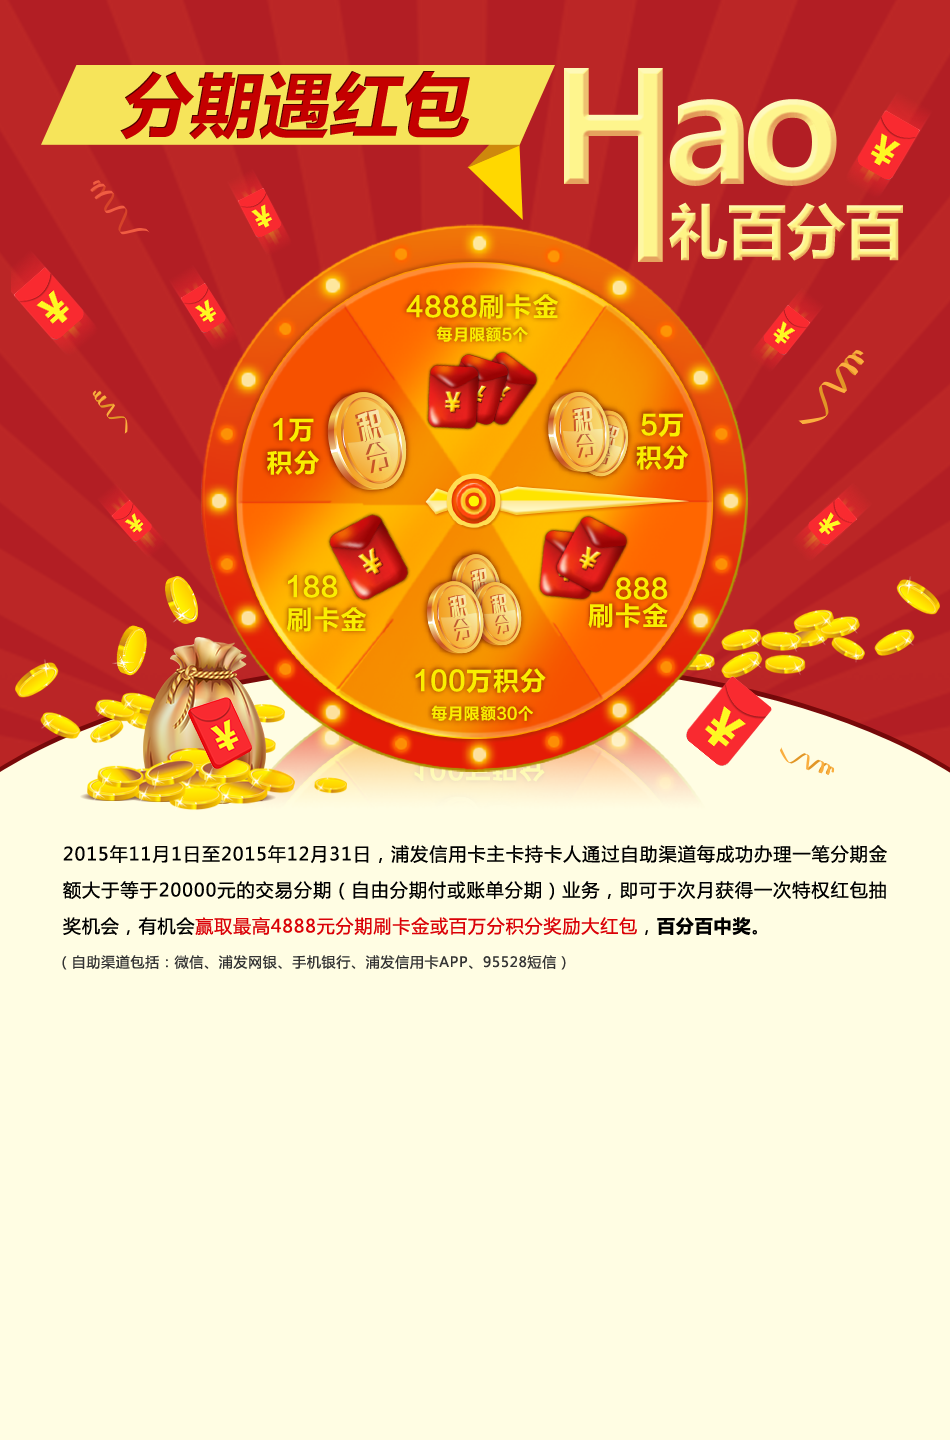 分期遇红包
Hao
礼百分百
4888刷卡金
每月限额5个
1万
积分
积分
5万
积分
积分
188
刷卡金
888
刷卡金
积分
积分
积分
100万积分
每月限额30个
2015年11月1日至2015年12月31日，浦发信用卡主卡持卡人通过自助渠道每成功办理一笔分期金
额大于等于20000元的交易分期（自由分期付或账单分期）业务，即可于次月获得一次特权红包抽
奖机会，有机会赢取最高4888元分期刷卡金或百万分积分奖励大红包，百分百中奖。
（自助渠道包括：微信、浦发网银、手机银行、浦发信用卡APP、95528短信）